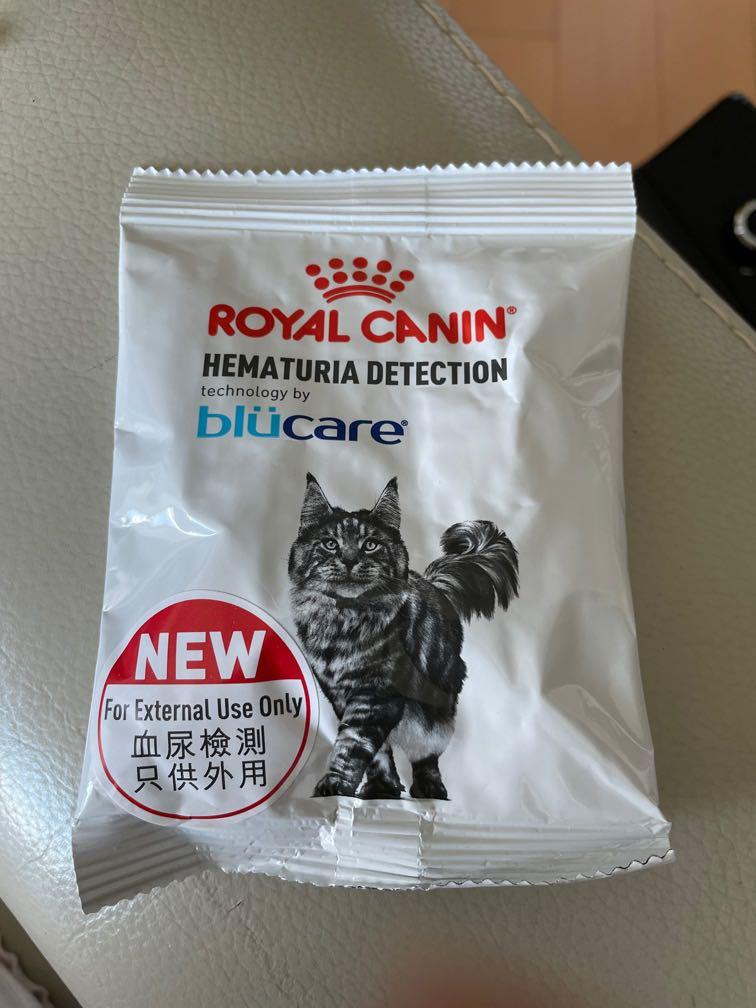 ROYAL CANIN®
HEMATURIA DETECTION
technology by
blücare®
NEW
For External Use Only
血尿檢測
只供外用